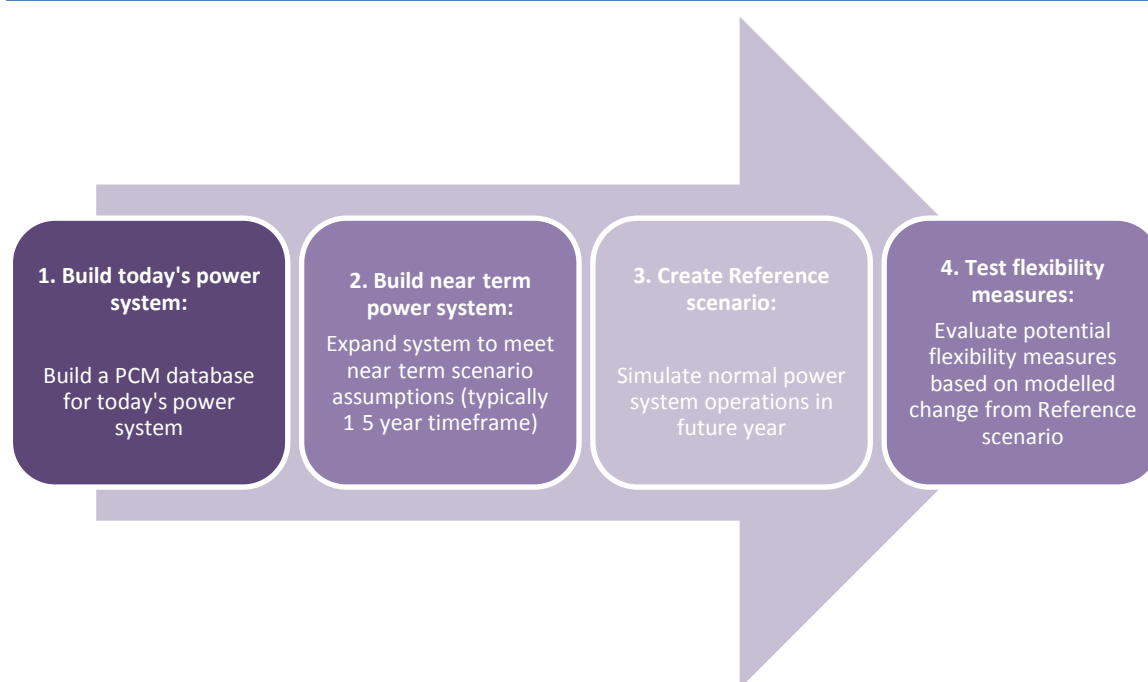 1. Build today's power
system:
Build a PCM database
for today's power
system
2. Build near term
power system:
Expand system to meet
near term scenario
assumptions (typically
1 5 year timeframe)
3. Create Reference
scenario:
Simulate normal power
system operations in
future year
4. Test flexibility
measures:
Evaluate potential
flexibility measures
based on modelled
change from Reference
scenario